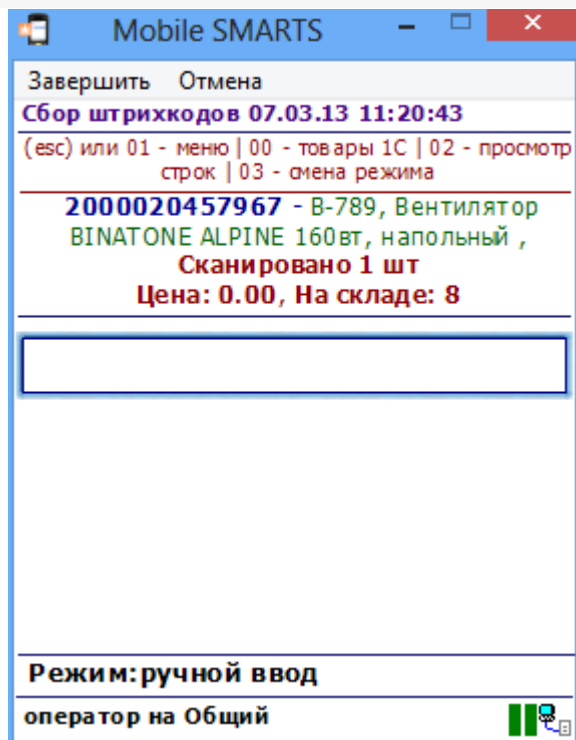 Mobile SMARTS
Завершить Отмена
Сбор штрихкодов 07.03.13 11:20:43
(esc) или 01 - меню | 00 - товары 1С | 02 - просмотр
строк | 03 - смена режима
2000020457967 - В-789, Вентилятор
BINATONE ALPINE 160вт, напольный ,
Сканировано 1 шт
Цена: 0.00, На складе: 8
Режим:ручной ввод
оператор на Общий